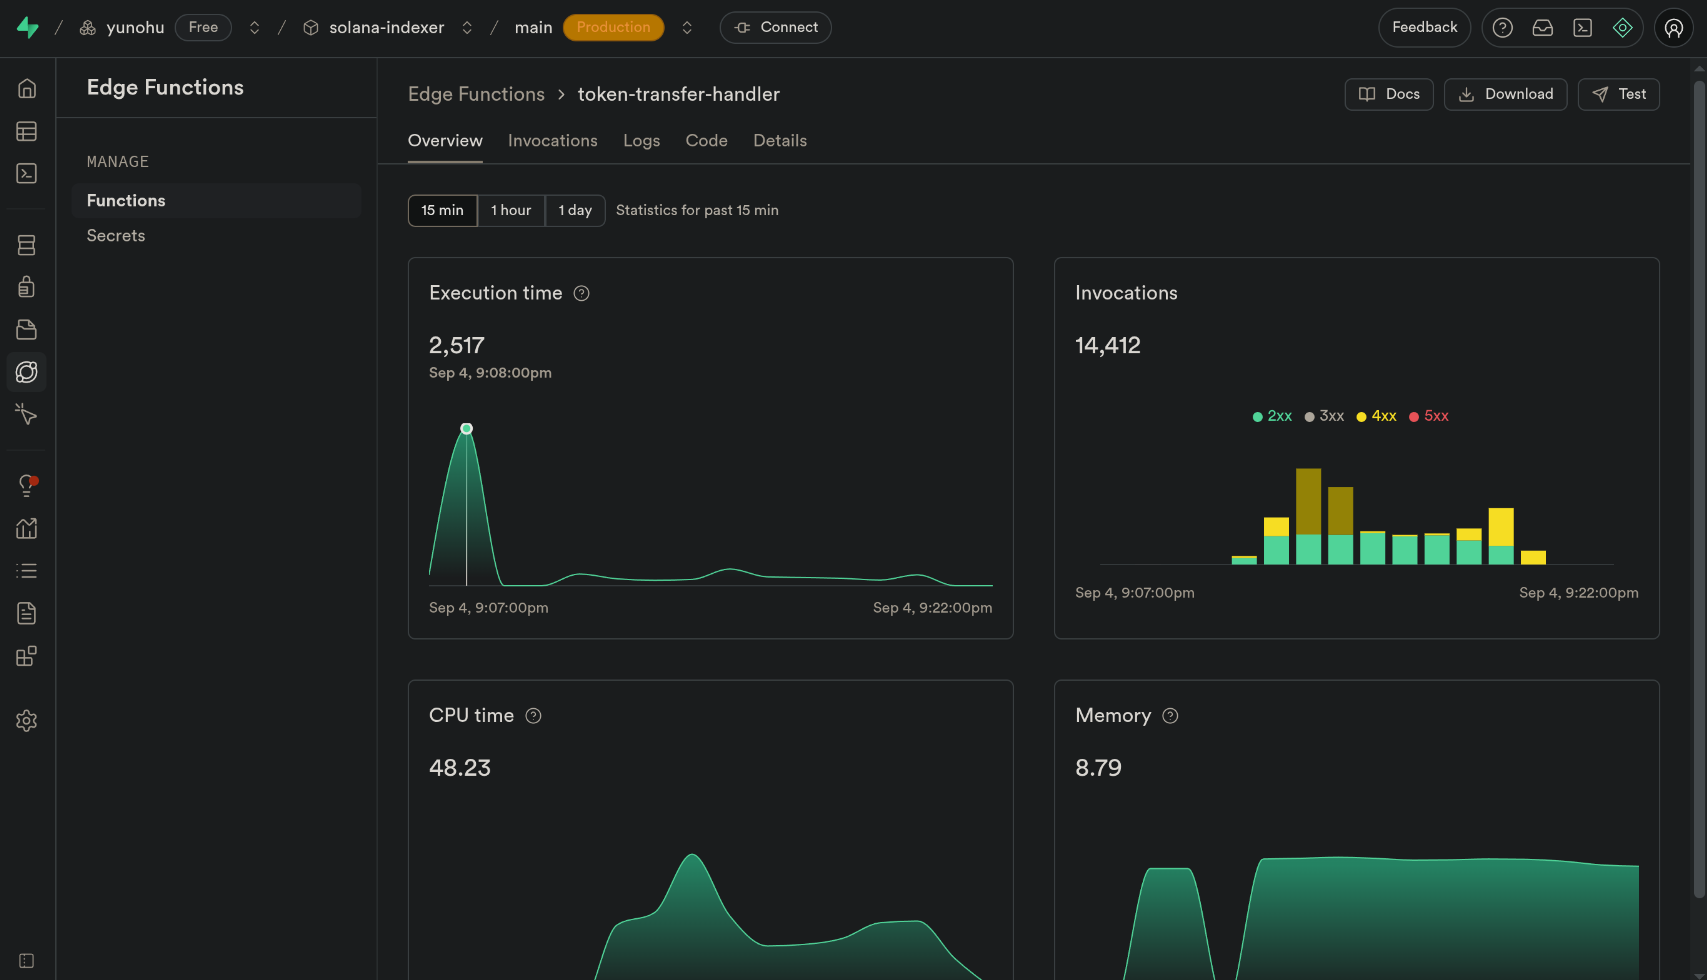 / yunohu Free / solana-indexer / main Production Connect Feedback
Edge Functions
MANAGE
Functions
Secrets
Edge Functions > token-transfer-handler
Docs Download Test
Overview Invocations Logs Code Details
15 min 1 hour 1 day Statistics for past 15 min
Execution time
2,517
Sep 4, 9:08:00pm
Sep 4, 9:07:00pm Sep 4, 9:22:00pm
Invocations
14,412
2xx 3xx 4xx 5xx
Sep 4, 9:07:00pm Sep 4, 9:22:00pm
CPU time
48.23
Memory
8.79